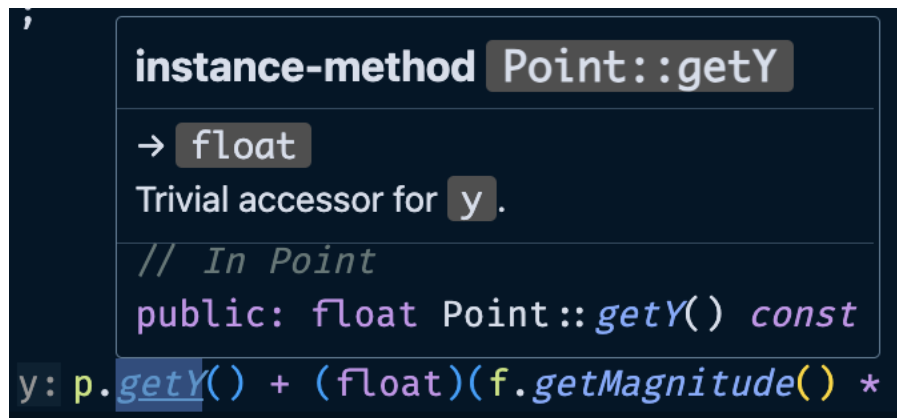 ;
instance-method Point::getY
→ float
Trivial accessor for y.
// In Point
public: float Point::getY() const
y: p.getY() + (float)(f.getMagnitude() *